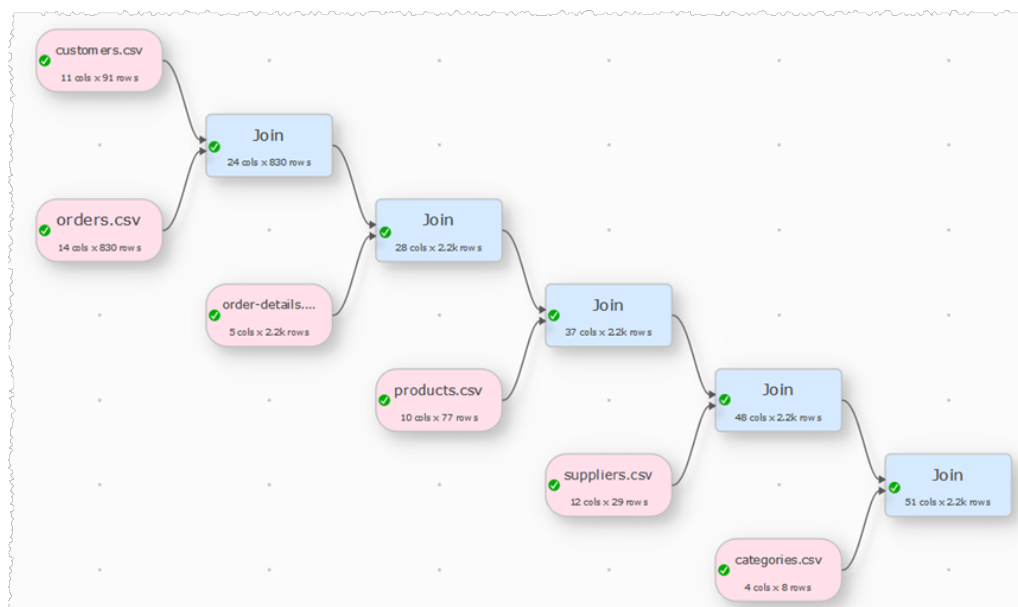 customers.csv
11 cols x 91 rows
Join
24 cols x 830 rows
orders.csv
14 cols x 830 rows
Join
28 cols x 2.2k rows
order-details....
5 cols x 2.2k rows
Join
37 cols x 2.2k rows
products.csv
10 cols x 77 rows
Join
48 cols x 2.2k rows
suppliers.csv
12 cols x 29 rows
Join
51 cols x 2.2k rows
categories.csv
4 cols x 8 rows